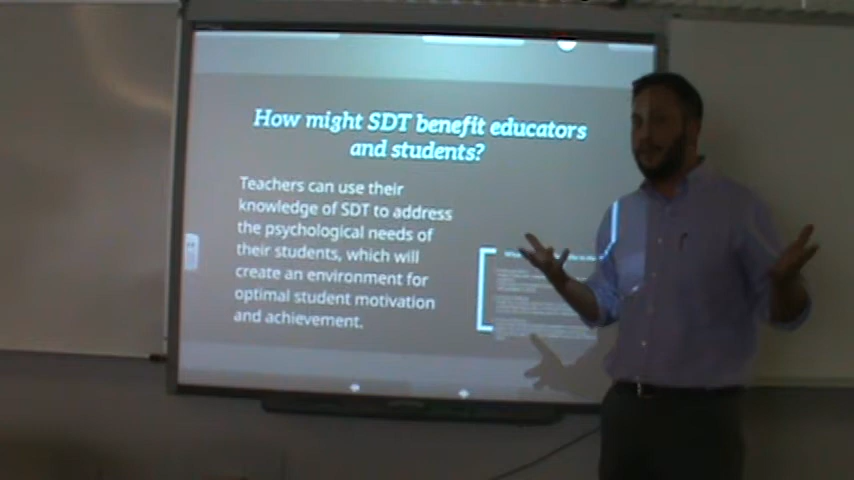 How might SDT benefit educators
and students?
Teachers can use their
knowledge of SDT to address
the psychological needs of
their students, which will
create an environment for
optimal student motivation
and achievement.